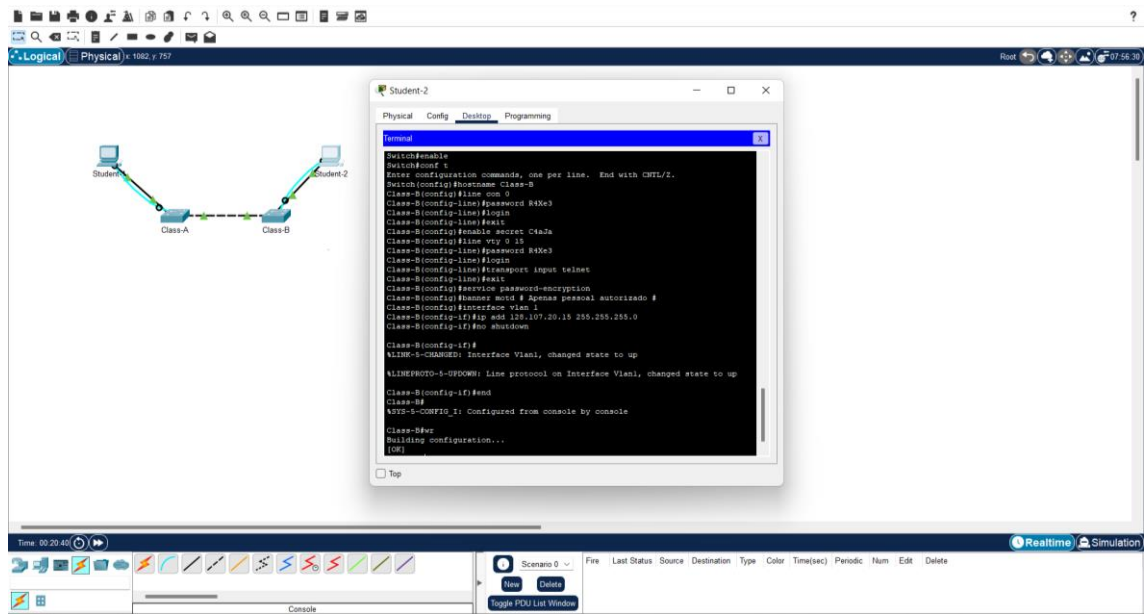 ?
Logical
Physical
x: 1082, y: 757
Root
07:56:30
Student-2
Physical Config Desktop Programming
Terminal
X
Switch#enable
Switch#conf t
Enter configuration commands, one per line. End with CNTL/Z.
Switch(config)#hostname Class-B
Class-B(config)#line con 0
Class-B(config-line)#password R4Xe3
Class-B(config-line)#login
Class-B(config-line)#exit
Class-B(config)#enable secret C4aJa
Class-B(config)#line vty 0 15
Class-B(config-line)#password R4Xe3
Class-B(config-line)#login
Class-B(config-line)#transport input telnet
Class-B(config-line)#exit
Class-B(config)#service password-encryption
Class-B(config)#banner motd # Apenas pessoal autorizado #
Class-B(config)#interface vlan 1
Class-B(config-if)#ip add 128.107.20.15 255.255.255.0
Class-B(config-if)#no shutdown
Class-B(config-if)#
%LINK-5-CHANGED: Interface Vlan1, changed state to up
%LINEPROTO-5-UPDOWN: Line protocol on Interface Vlan1, changed state to up
Class-B(config-if)#end
Class-B#
%SYS-5-CONFIG_I: Configured from console by console
Class-B#wr
Building configuration...
[OK]
Top
Student-2
Class-A
Class-B
Time: 00:20:40
Realtime
Simulation
Scenario 0
New
Delete
Toggle PDU List Window
Fire Last Status Source Destination Type Color Time(sec) Periodic Num Edit Delete
Console